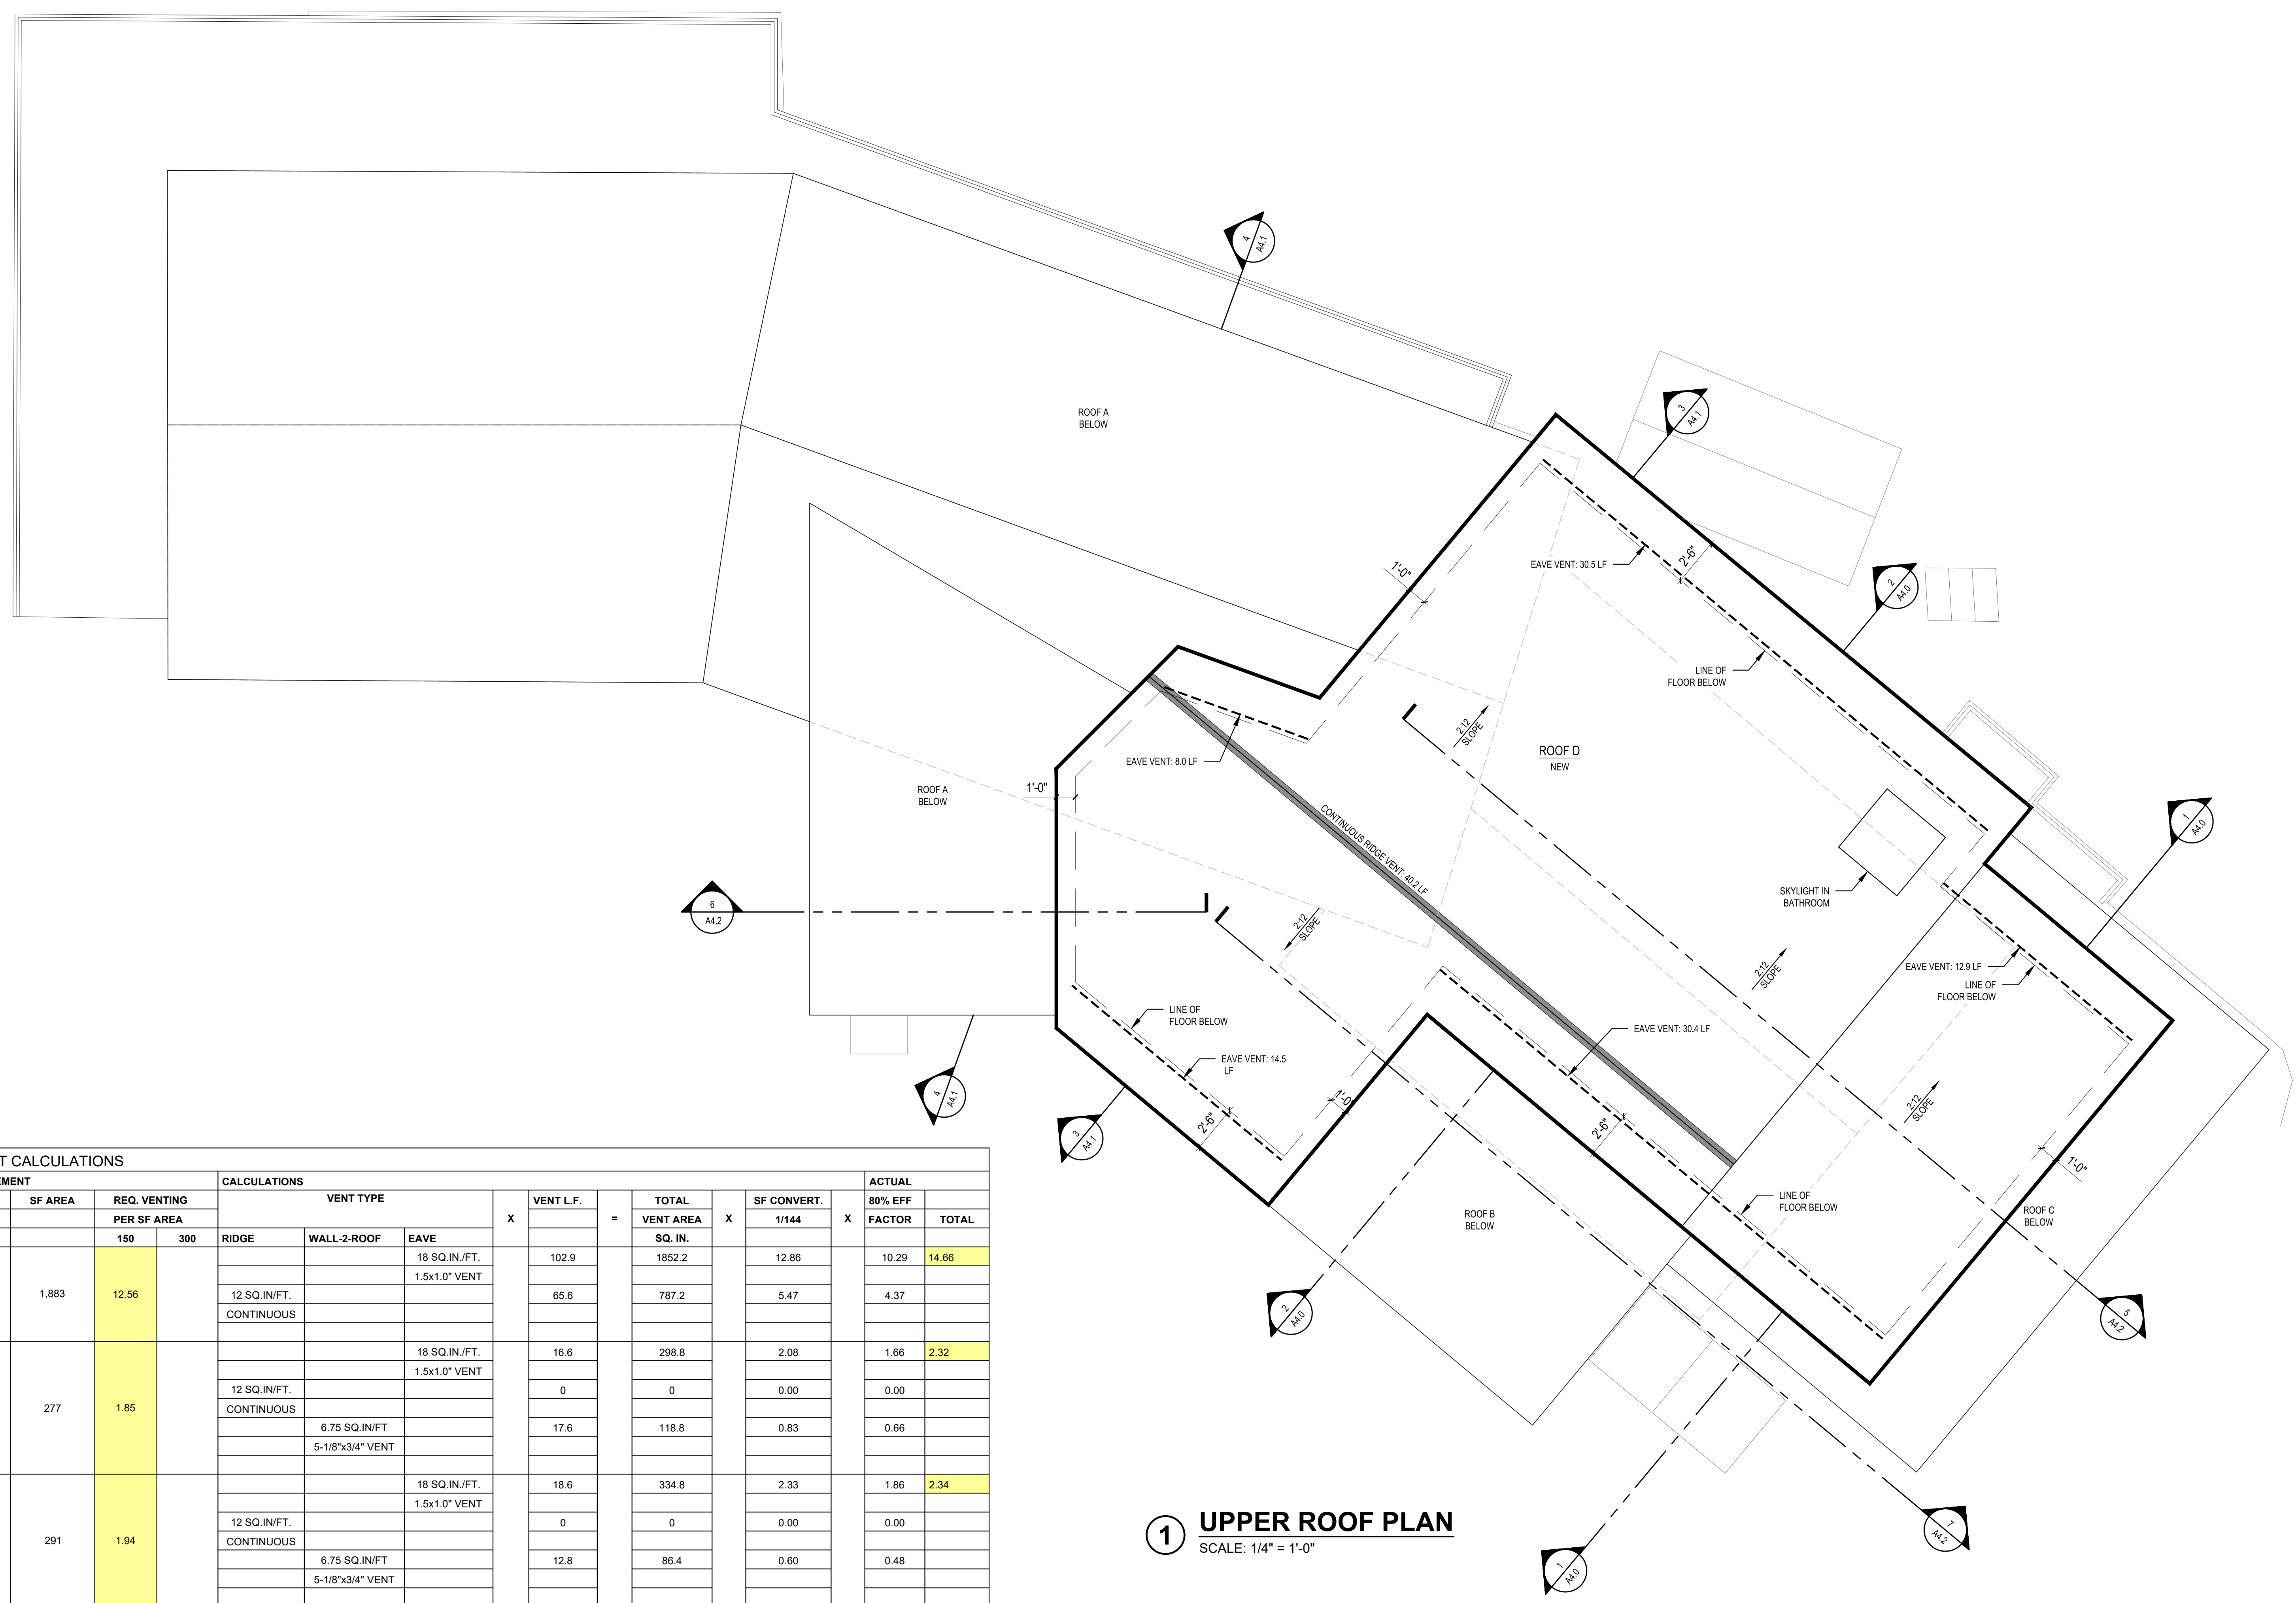 4
A4.1
3
A4.1
ROOF A
BELOW
1'-0"
EAVE VENT: 30.5 LF
2'-6"
2
A4.0
LINE OF
FLOOR BELOW
2:12
SLOPE
ROOF D
NEW
EAVE VENT: 8.0 LF
ROOF A
BELOW
1'-0"
CONTINUOUS RIDGE VENT: 40.2 LF
1
A4.0
SKYLIGHT IN
BATHROOM
6
A4.2
2:12
SLOPE
2:12
SLOPE
EAVE VENT: 12.9 LF
LINE OF
FLOOR BELOW
LINE OF
FLOOR BELOW
EAVE VENT: 30.4 LF
EAVE VENT: 14.5
LF
4
A4.1
1'-0"
2'-6"
2'-6"
2:12
SLOPE
3
A4.1
1'-0"
LINE OF
FLOOR BELOW
ROOF B
BELOW
ROOF C
BELOW
2
A4.0
5
A4.2
7
A4.2
1
A4.0
1
UPPER ROOF PLAN
SCALE: 1/4" = 1'-0"
T CALCULATIONS
EMENT CALCULATIONS ACTUAL
SF AREA REQ. VENTING VENT TYPE X VENT L.F. = TOTAL X SF CONVERT. X 80% EFF
PER SF AREA VENT AREA 1/144 FACTOR TOTAL
150 300 RIDGE WALL-2-ROOF EAVE SQ. IN.
18 SQ.IN./FT. 102.9 1852.2 12.86 10.29 14.66
1.5x1.0" VENT
1,883 12.56 12 SQ.IN/FT. 65.6 787.2 5.47 4.37
CONTINUOUS
18 SQ.IN./FT. 16.6 298.8 2.08 1.66 2.32
1.5x1.0" VENT
12 SQ.IN/FT. 0 0 0.00 0.00
277 1.85 CONTINUOUS
6.75 SQ.IN/FT 17.6 118.8 0.83 0.66
5-1/8"x3/4" VENT
18 SQ.IN./FT. 18.6 334.8 2.33 1.86 2.34
1.5x1.0" VENT
12 SQ.IN/FT. 0 0 0.00 0.00
291 1.94 CONTINUOUS
6.75 SQ.IN/FT 12.8 86.4 0.60 0.48
5-1/8"x3/4" VENT